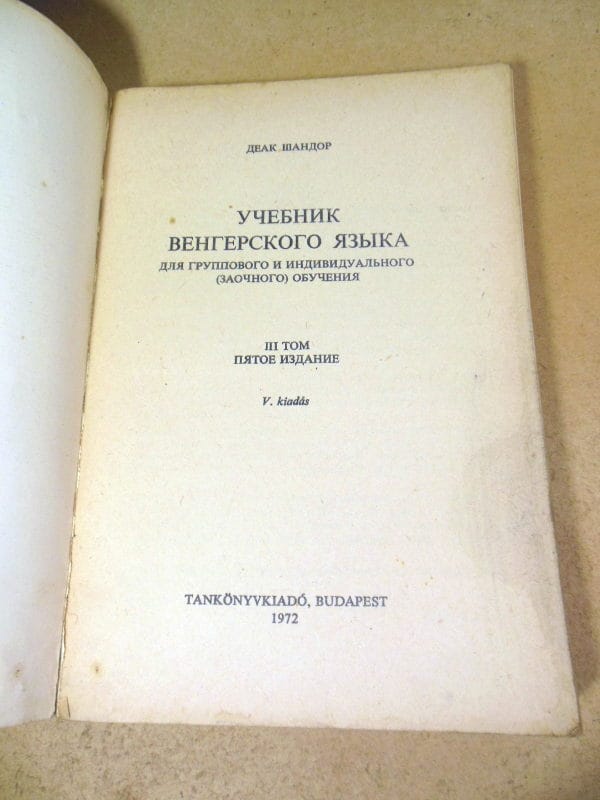 ДЕАК ШАНДОР
УЧЕБНИК
ВЕНГЕРСКОГО ЯЗЫКА
ДЛЯ ГРУППОВОГО И ИНДИВИДУАЛЬНОГО
(ЗАОЧНОГО) ОБУЧЕНИЯ
III ТОМ
ПЯТОЕ ИЗДАНИЕ
V. kiadás
TANKÖNYVKIADÓ, BUDAPEST
1972